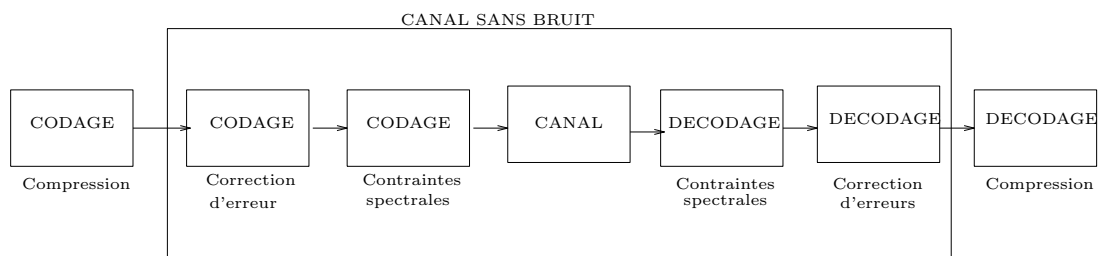 CANAL SANS BRUIT
CODAGE
CODAGE
CODAGE
CANAL
DECODAGE
DECODAGE
DECODAGE
Compression
Correction
d'erreur
Contraintes
spectrales
Contraintes
spectrales
Correction
d'erreurs
Compression